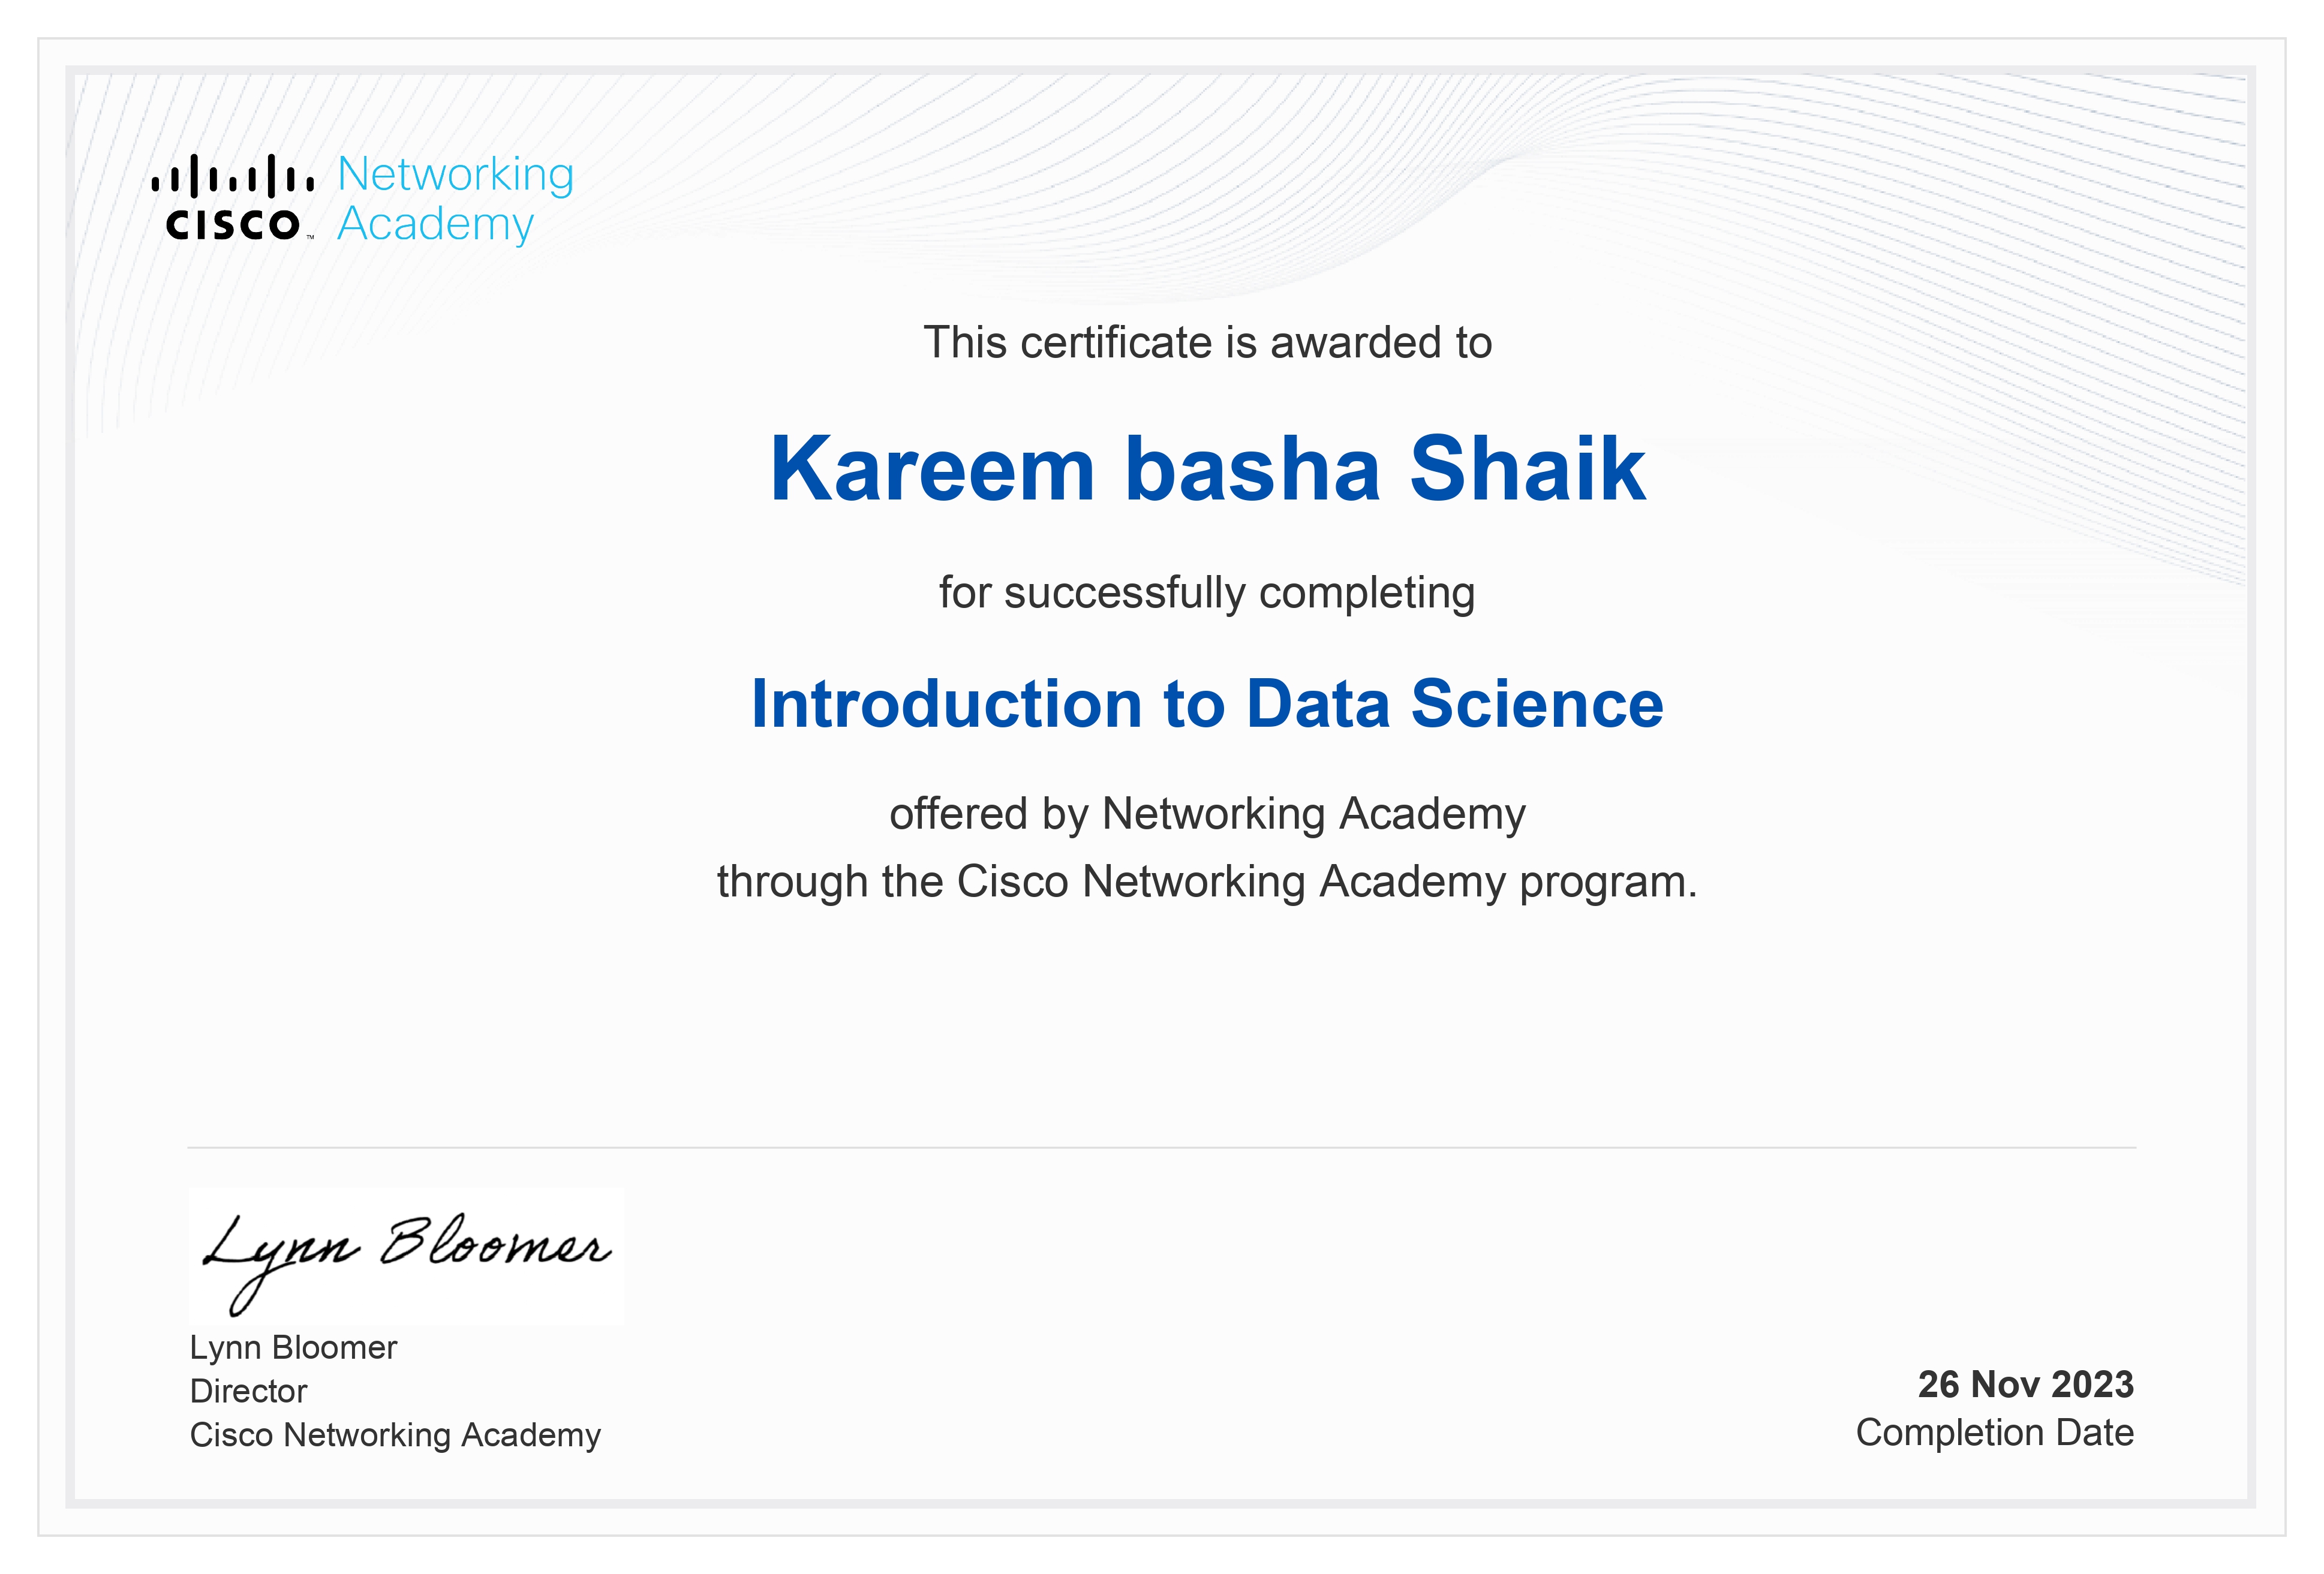 CISCO™
Networking
Academy
This certificate is awarded to
Kareem basha Shaik
for successfully completing
Introduction to Data Science
offered by Networking Academy
through the Cisco Networking Academy program.
Lynn Bloomer
Lynn Bloomer
Director
Cisco Networking Academy
26 Nov 2023
Completion Date